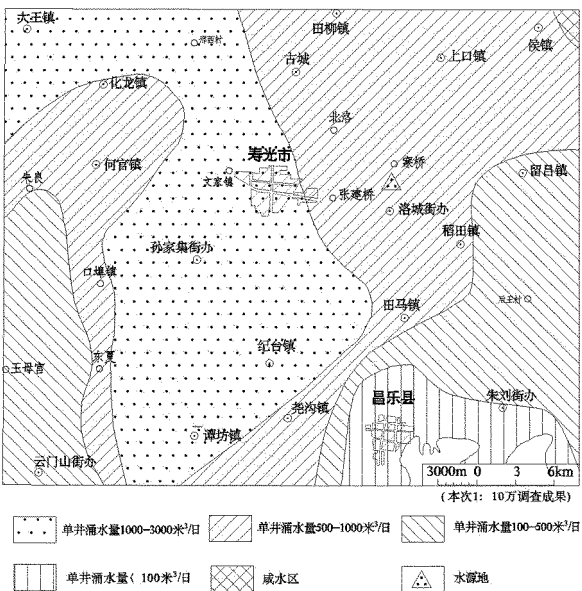 大王镇
田柳镇
侯镇
古城
上口镇
化龙镇
北洛
寿光市
寒桥
何官镇
留吕镇
朱良
文家镇
张建桥
洛城街办
稻田镇
孙家集街办
口埠镇
田马镇
纪台镇
东夏
王母宫
朱刘街办
昌乐县
尧沟镇
谭坊镇
云门山街办
3000m 0 3 6km
(本次1: 10万调查成果)
单井涌水量1000-3000米³/日
单井涌水量500-1000米³/日
单井涌水量100-500米³/日
单井涌水量〈 100米³/日
咸水区
水源地